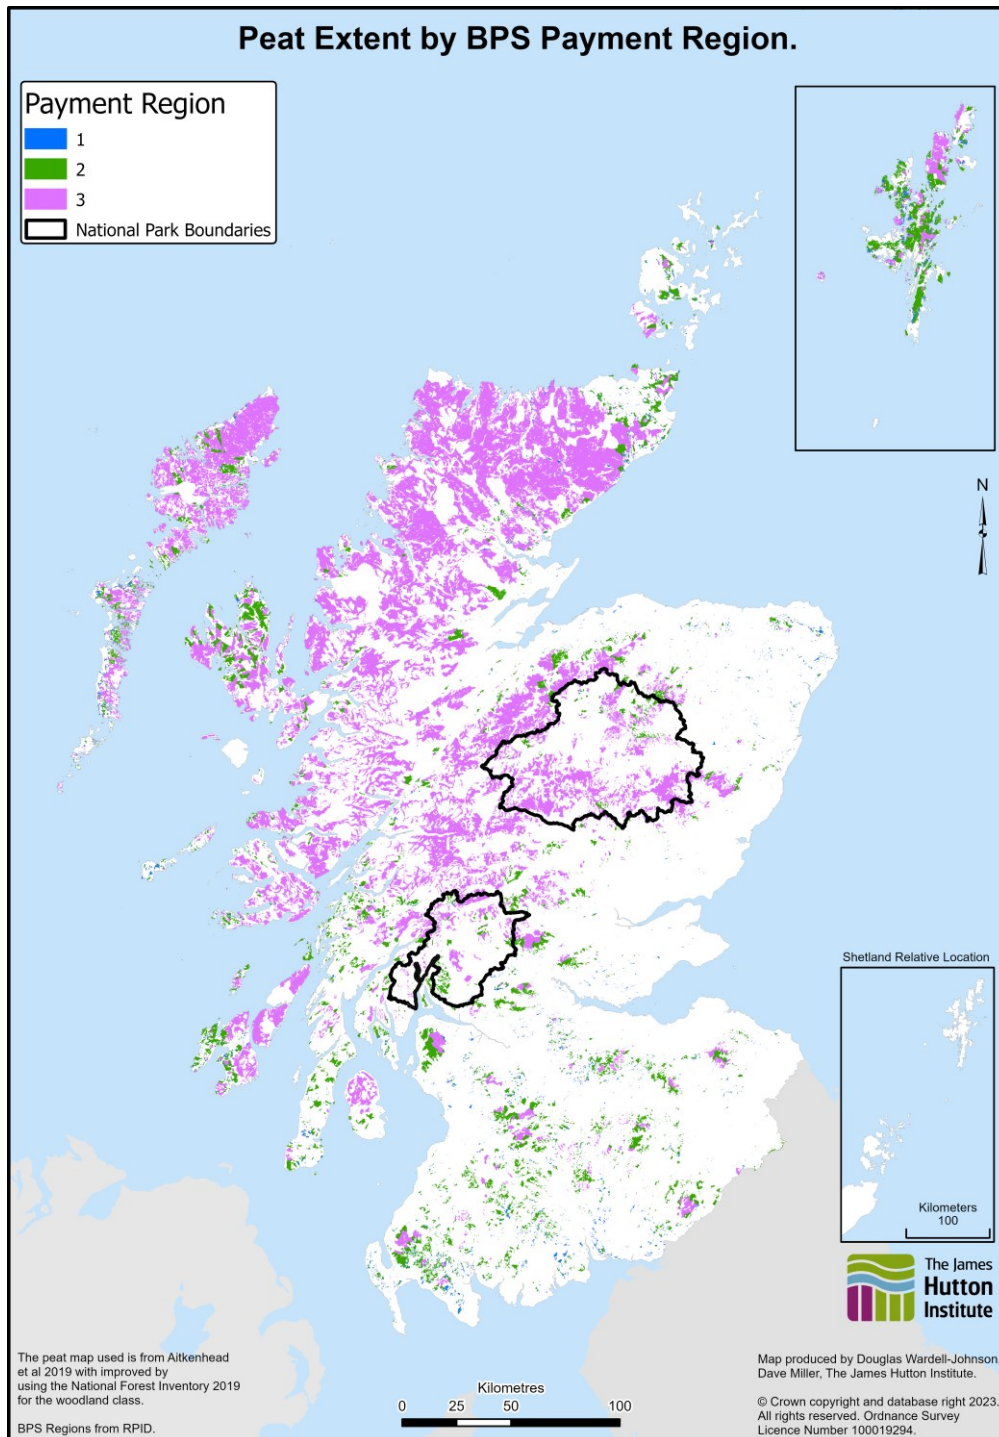 Peat Extent by BPS Payment Region.
Payment Region
1
2
3
National Park Boundaries
N
Shetland Relative Location
Kilometers
100
The James
Hutton
Institute
The peat map used is from Aitkenhead
et al 2019 with improved by
using the National Forest Inventory 2019
for the woodland class.
BPS Regions from RPID.
Kilometres
0 25 50 100
Map produced by Douglas Wardell-Johnson
Dave Miller, The James Hutton Institute.
© Crown copyright and database right 2023.
All rights reserved. Ordnance Survey
Licence Number 100019294.